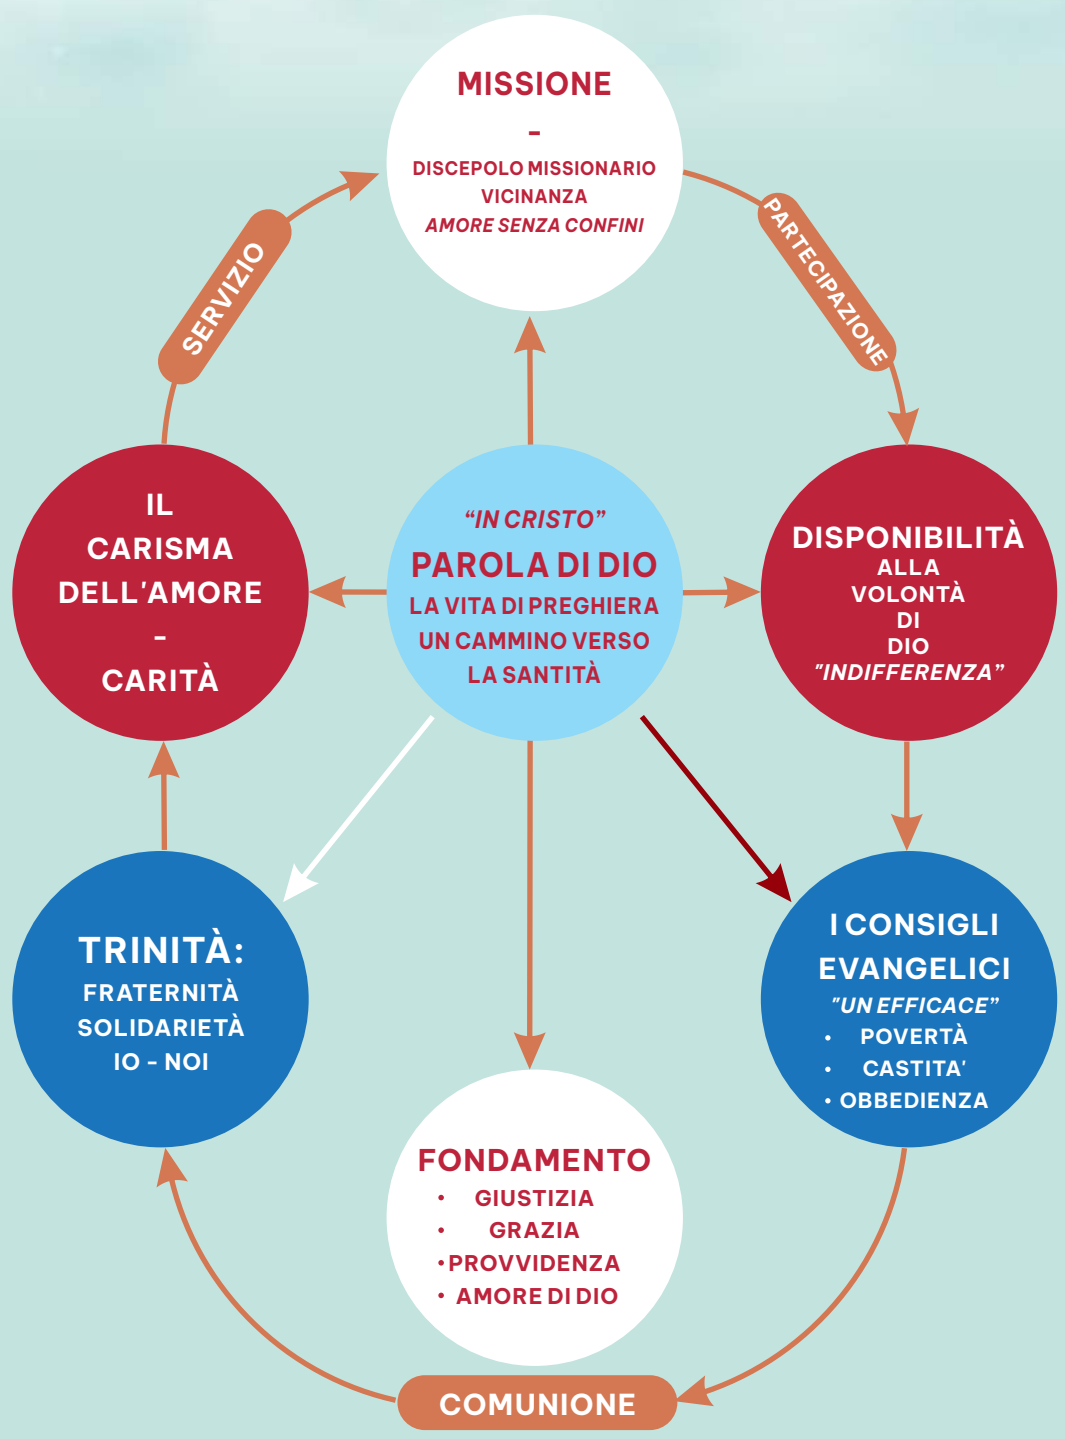 MISSIONE
-
DISCEPOLO MISSIONARIO
VICINANZA
AMORE SENZA CONFINI
SERVIZIO
PARTECIPAZIONE
IL
CARISMA
DELL'AMORE
-
CARITÀ
“IN CRISTO”
PAROLA DI DIO
LA VITA DI PREGHIERA
UN CAMMINO VERSO
LA SANTITÀ
DISPONIBILITÀ
ALLA
VOLONTÀ
DI
DIO
"INDIFFERENZA”
TRINITÀ:
FRATERNITÀ
SOLIDARIETÀ
IO - NOI
I CONSIGLI
EVANGELICI
"UN EFFICACE”
• POVERTÀ
• CASTITA'
• OBBEDIENZA
FONDAMENTO
• GIUSTIZIA
• GRAZIA
• PROVVIDENZA
• AMORE DI DIO
COMUNIONE